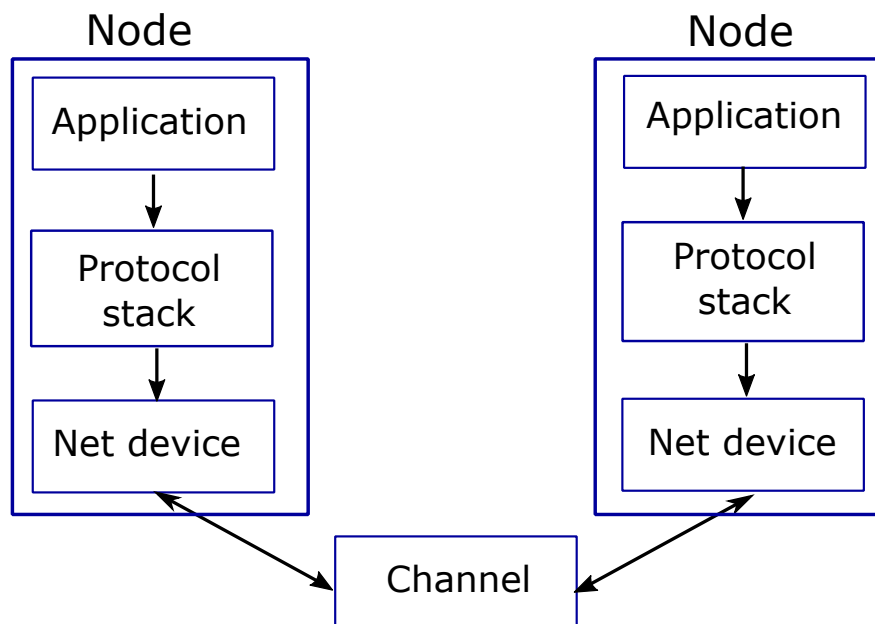 Node
Application
Protocol
stack
Net device
Node
Application
Protocol
stack
Net device
Channel